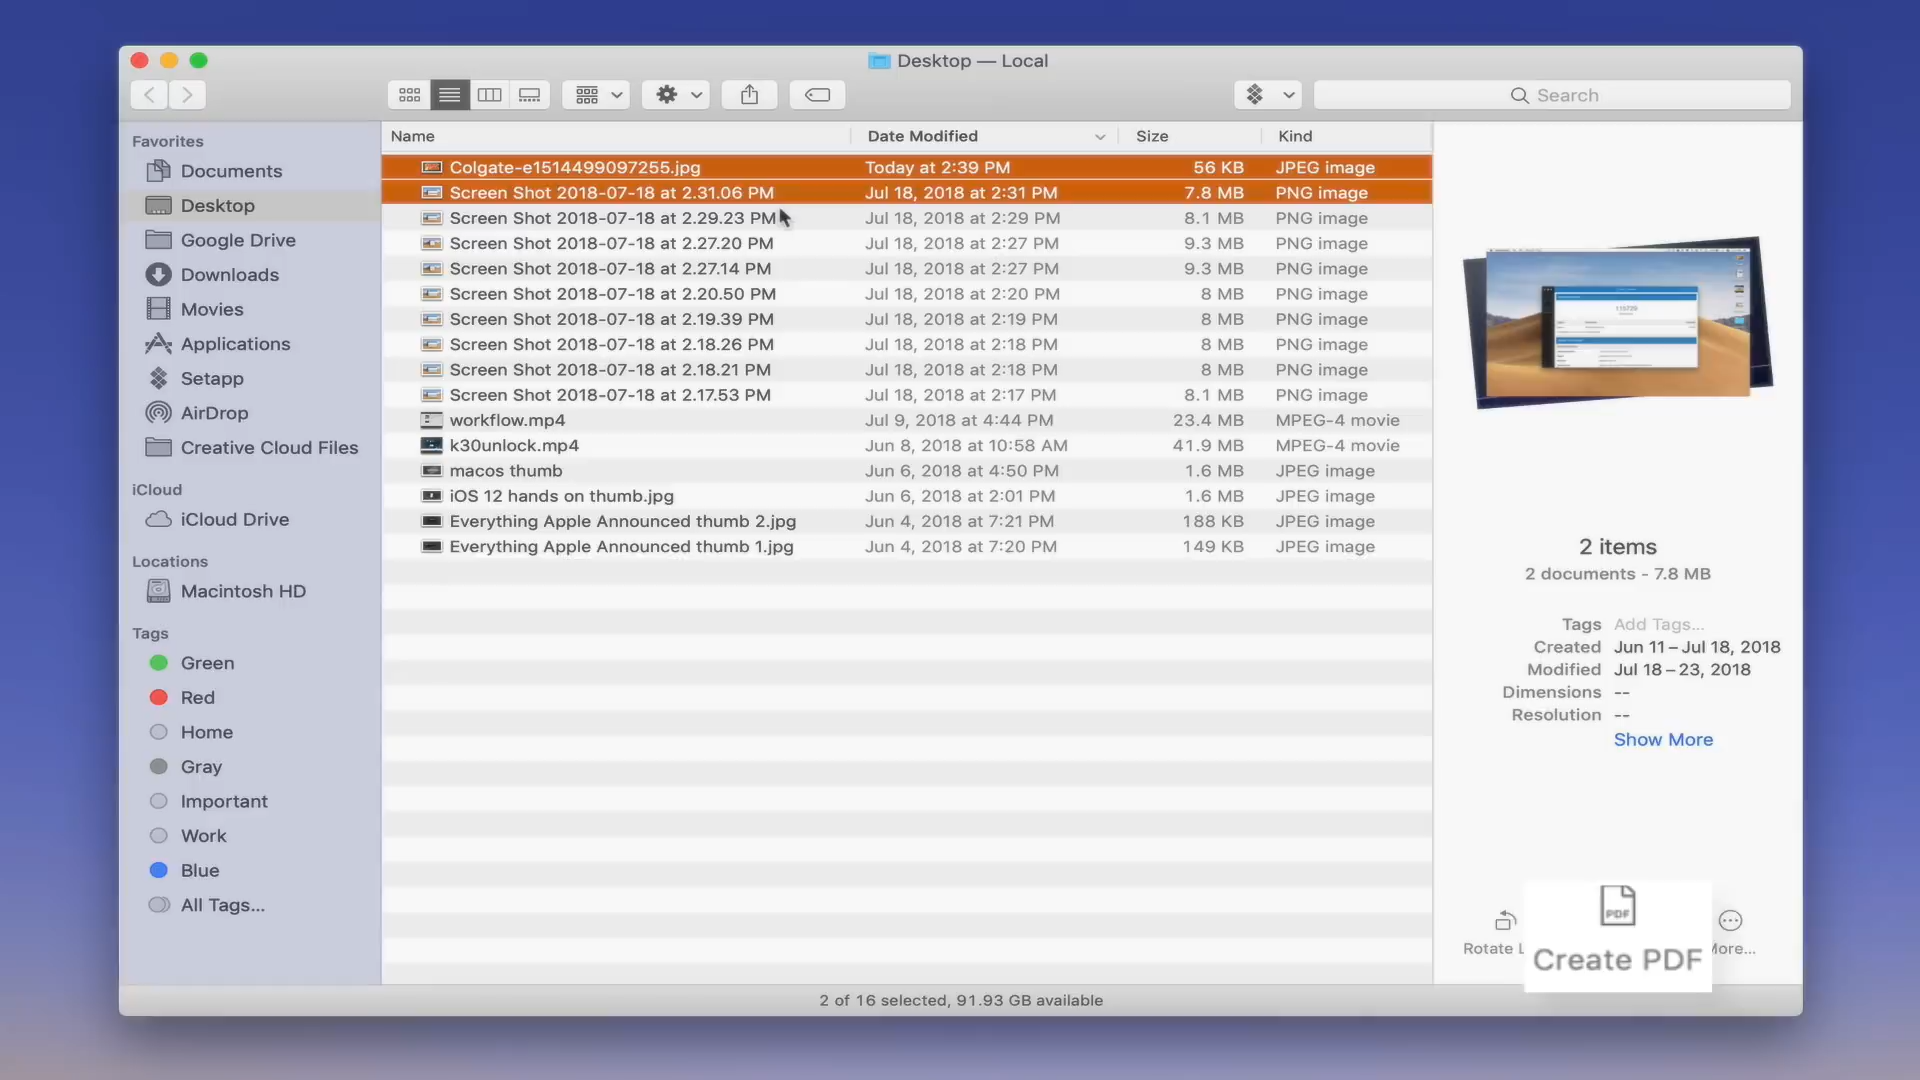 Desktop — Local
Search
Favorites
Documents
Desktop
Google Drive
Downloads
Movies
Applications
Setapp
AirDrop
Creative Cloud Files
iCloud
iCloud Drive
Locations
Macintosh HD
Tags
Green
Red
Home
Gray
Important
Work
Blue
All Tags...
Name Date Modified Size Kind
Colgate-e1514499097255.jpg Today at 2:39 PM 56 KB JPEG image
Screen Shot 2018-07-18 at 2.31.06 PM Jul 18, 2018 at 2:31 PM 7.8 MB PNG image
Screen Shot 2018-07-18 at 2.29.23 PM Jul 18, 2018 at 2:29 PM 8.1 MB PNG image
Screen Shot 2018-07-18 at 2.27.20 PM Jul 18, 2018 at 2:27 PM 9.3 MB PNG image
Screen Shot 2018-07-18 at 2.27.14 PM Jul 18, 2018 at 2:27 PM 9.3 MB PNG image
Screen Shot 2018-07-18 at 2.20.50 PM Jul 18, 2018 at 2:20 PM 8 MB PNG image
Screen Shot 2018-07-18 at 2.19.39 PM Jul 18, 2018 at 2:19 PM 8 MB PNG image
Screen Shot 2018-07-18 at 2.18.26 PM Jul 18, 2018 at 2:18 PM 8 MB PNG image
Screen Shot 2018-07-18 at 2.18.21 PM Jul 18, 2018 at 2:18 PM 8 MB PNG image
Screen Shot 2018-07-18 at 2.17.53 PM Jul 18, 2018 at 2:17 PM 8.1 MB PNG image
workflow.mp4 Jul 9, 2018 at 4:44 PM 23.4 MB MPEG-4 movie
k30unlock.mp4 Jun 8, 2018 at 10:58 AM 41.9 MB MPEG-4 movie
macos thumb Jun 6, 2018 at 4:50 PM 1.6 MB JPEG image
iOS 12 hands on thumb.jpg Jun 6, 2018 at 2:01 PM 1.6 MB JPEG image
Everything Apple Announced thumb 2.jpg Jun 4, 2018 at 7:21 PM 188 KB JPEG image
Everything Apple Announced thumb 1.jpg Jun 4, 2018 at 7:20 PM 149 KB JPEG image
2 items
2 documents - 7.8 MB
Tags Add Tags...
Created Jun 11 – Jul 18, 2018
Modified Jul 18 – 23, 2018
Dimensions --
Resolution --
Show More
PDF
Rotate L
Create PDF
More...
2 of 16 selected, 91.93 GB available